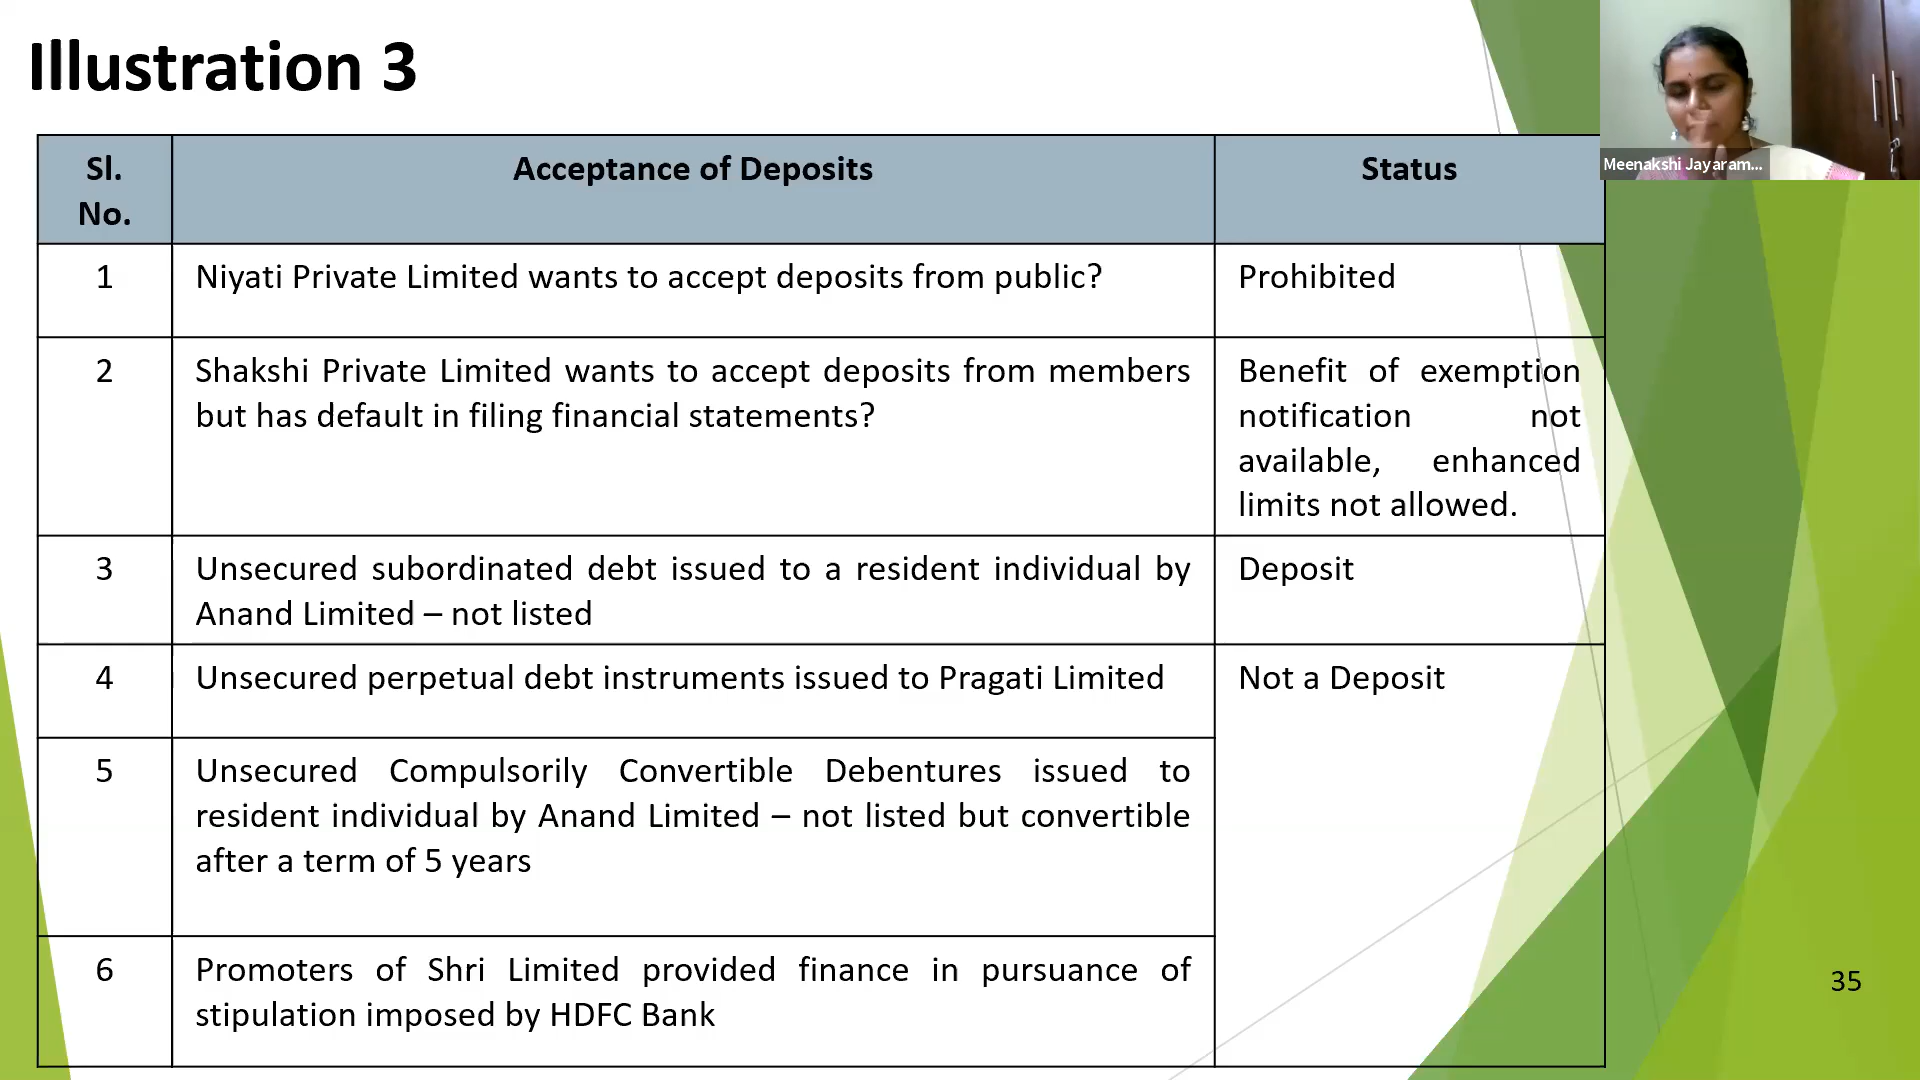 Illustration 3
Meenakshi Jayaram...
Sl.
No.
Acceptance of Deposits
Status
1
Niyati Private Limited wants to accept deposits from public?
Prohibited
2
Shakshi Private Limited wants to accept deposits from members
but has default in filing financial statements?
Benefit of exemption
notification not
available, enhanced
limits not allowed.
3
Unsecured subordinated debt issued to a resident individual by
Anand Limited – not listed
Deposit
4
Unsecured perpetual debt instruments issued to Pragati Limited
Not a Deposit
5
Unsecured Compulsorily Convertible Debentures issued to
resident individual by Anand Limited – not listed but convertible
after a term of 5 years
6
Promoters of Shri Limited provided finance in pursuance of
stipulation imposed by HDFC Bank
35